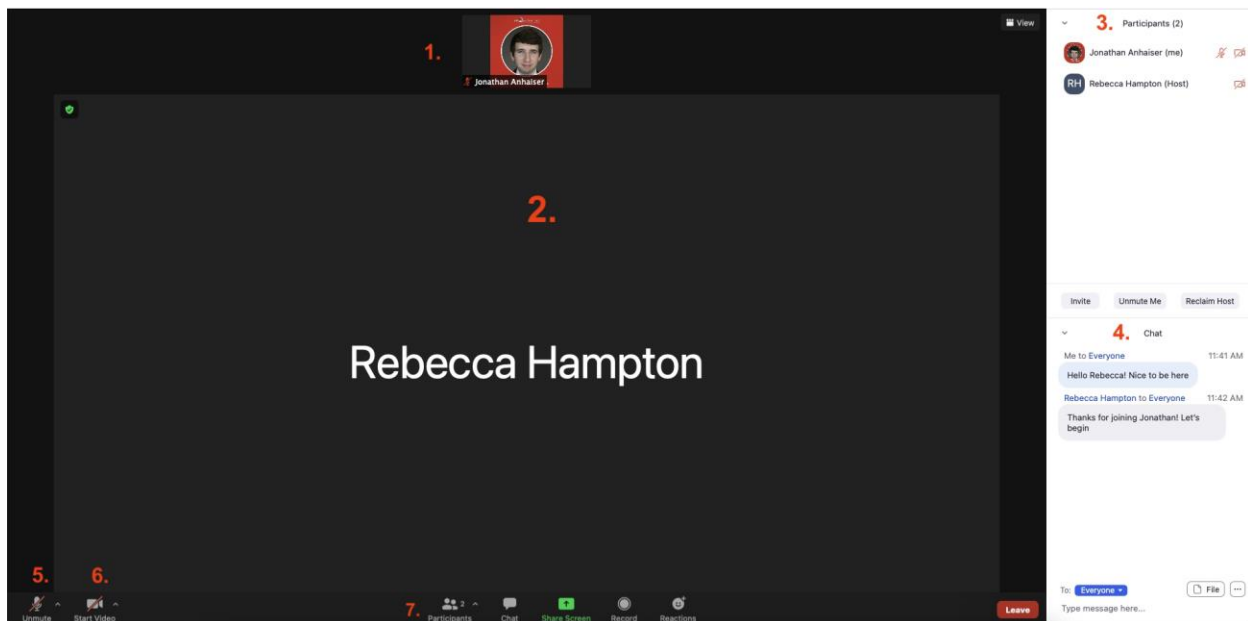 1.
Jonathan Anhaiser
View
3. Participants (2)
Jonathan Anhaiser (me)
RH Rebecca Hampton (Host)
2.
Rebecca Hampton
Invite Unmute Me Reclaim Host
4. Chat
Me to Everyone 11:41 AM
Hello Rebecca! Nice to be here
Rebecca Hampton to Everyone 11:42 AM
Thanks for joining Jonathan! Let's
begin
To: Everyone File
Type message here...
5. 6.
7. 2
Unmute Start Video Participants Chat Share Screen Record Reactions Leave